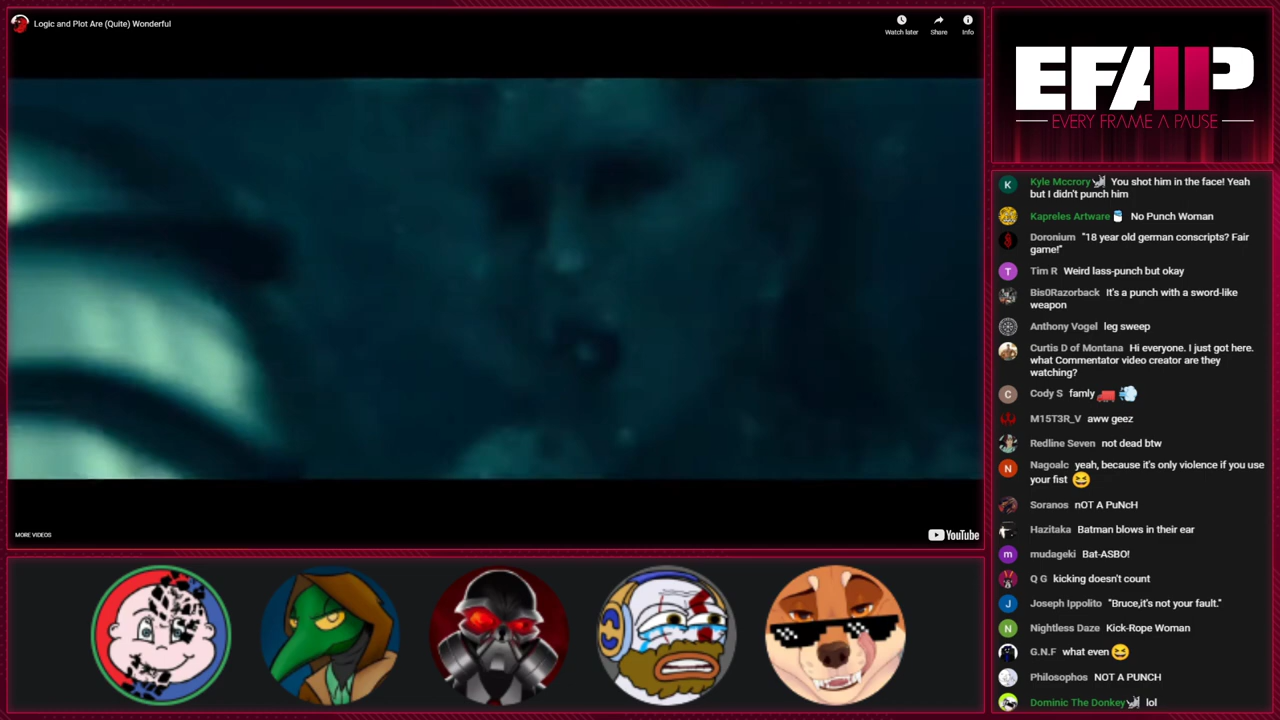 Logic and Plot Are (Quite) Wonderful
Watch later
Share
Info
MORE VIDEOS
YouTube
EFAP
EVERY FRAME A PAUSE
K
Kyle Mccrory You shot him in the face! Yeah
but I didn't punch him
Kapreles Artware No Punch Woman
Doronium "18 year old german conscripts? Fair
game!"
T
Tim R Weird lass-punch but okay
Bis0Razorback It's a punch with a sword-like
weapon
Anthony Vogel leg sweep
Curtis D of Montana Hi everyone. I just got here.
what Commentator video creator are they
watching?
C
Cody S famly
M15T3R_V aww geez
Redline Seven not dead btw
N
Nagoalc yeah, because it's only violence if you use
your fist
Soranos nOT A PuNcH
Hazitaka Batman blows in their ear
m
mudageki Bat-ASBO!
Q G kicking doesn't count
J
Joseph Ippolito "Bruce,it's not your fault."
N
Nightless Daze Kick-Rope Woman
G.N.F what even
Philosophos NOT A PUNCH
Dominic The Donkey lol